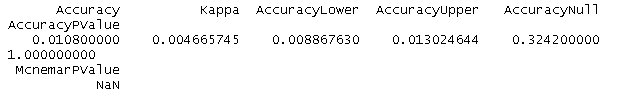 Accuracy Kappa AccuracyLower AccuracyUpper AccuracyNull
AccuracyPValue
0.010800000 0.004665745 0.008867630 0.013024644 0.324200000
1.000000000
McnemarPValue
NaN